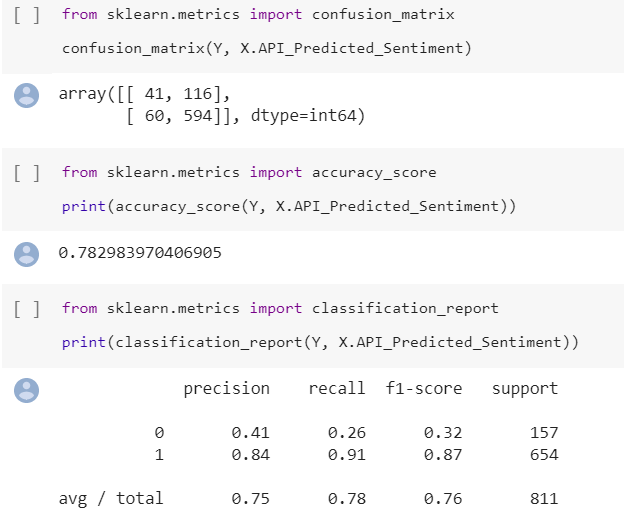 [ ] from sklearn.metrics import confusion_matrix
confusion_matrix(Y, X.API_Predicted_Sentiment)
array([[ 41, 116],
[ 60, 594]], dtype=int64)
[ ] from sklearn.metrics import accuracy_score
print(accuracy_score(Y, X.API_Predicted_Sentiment))
0.782983970406905
[ ] from sklearn.metrics import classification_report
print(classification_report(Y, X.API_Predicted_Sentiment))
precision recall f1-score support
0 0.41 0.26 0.32 157
1 0.84 0.91 0.87 654
avg / total 0.75 0.78 0.76 811